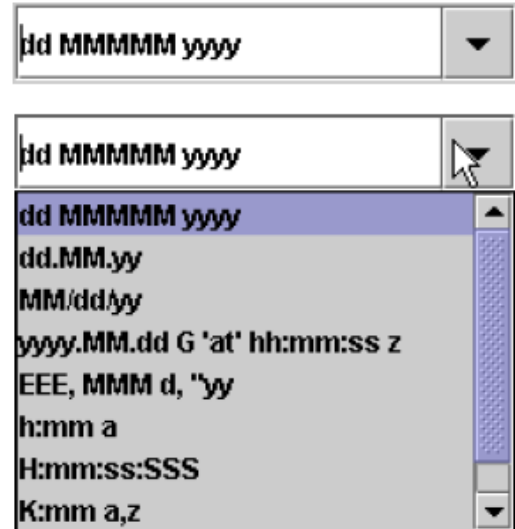 dd MMMMM yyyy
dd MMMMM yyyy
dd MMMMM yyyy
dd.MM.yy
MM/dd/yy
yyyy.MM.dd G 'at' hh:mm:ss z
EEE, MMM d, ''yy
h:mm a
H:mm:ss:SSS
K:mm a,z